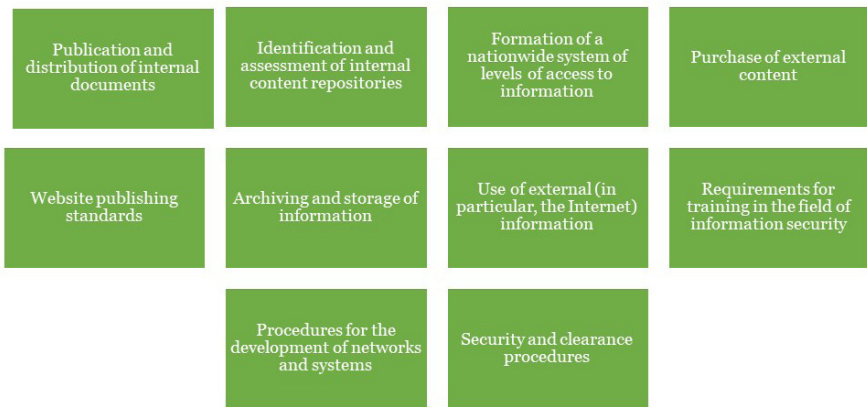 Publication and
distribution of internal
documents
Identification and
assessment of internal
content repositories
Formation of a
nationwide system of
levels of access to
information
Purchase of external
content
Website publishing
standards
Archiving and storage of
information
Use of external (in
particular, the Internet)
information
Requirements for
training in the field of
information security
Procedures for the
development of networks
and systems
Security and clearance
procedures